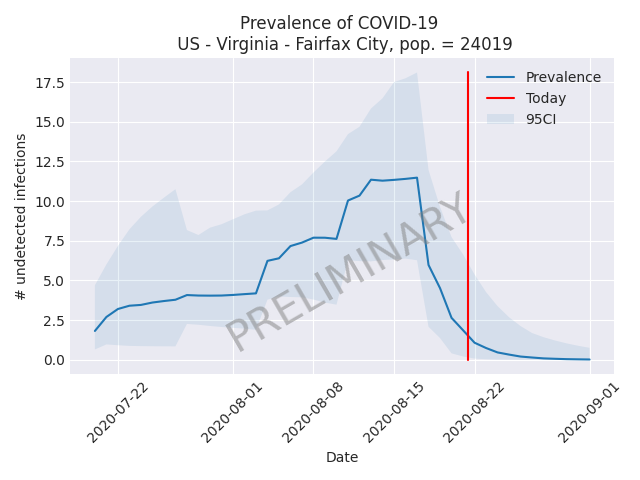 Prevalence of COVID-19
US - Virginia - Fairfax City, pop. = 24019
# undetected infections
17.5
15.0
12.5
10.0
7.5
5.0
2.5
0.0
Prevalence
Today
95CI
PRELIMINARY
2020-07-22
2020-08-01
2020-08-08
2020-08-15
2020-08-22
2020-09-01
Date